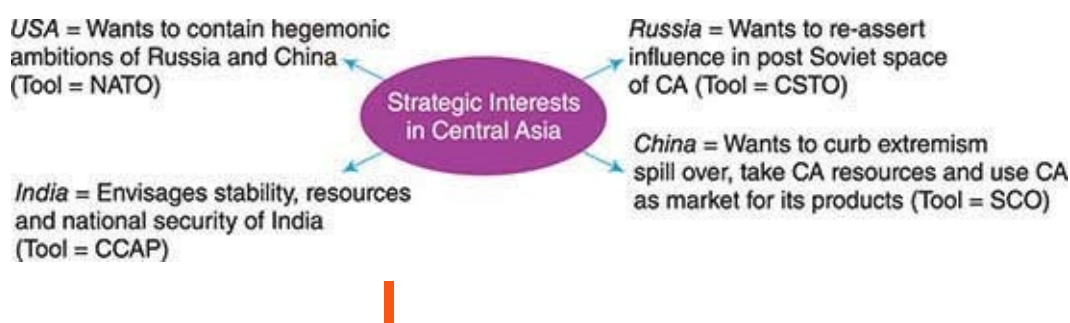 USA = Wants to contain hegemonic
ambitions of Russia and China
(Tool = NATO)
Russia = Wants to re-assert
influence in post Soviet space
of CA (Tool = CSTO)
Strategic Interests
in Central Asia
India = Envisages stability, resources
and national security of India
(Tool = CCAP)
China = Wants to curb extremism
spill over, take CA resources and use CA
as market for its products (Tool = SCO)